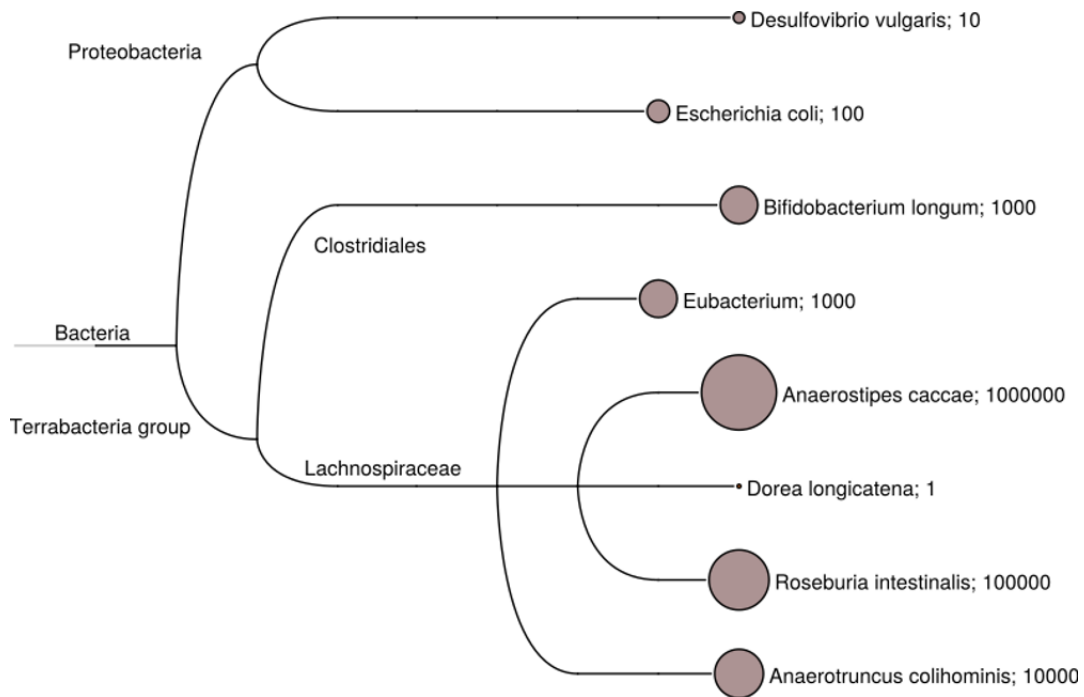 Desulfovibrio vulgaris; 10
Proteobacteria
Escherichia coli; 100
Bifidobacterium longum; 1000
Clostridiales
Eubacterium; 1000
Bacteria
Anaerostipes caccae; 1000000
Terrabacteria group
Lachnospiraceae
Dorea longicatena; 1
Roseburia intestinalis; 100000
Anaerotruncus colihominis; 10000